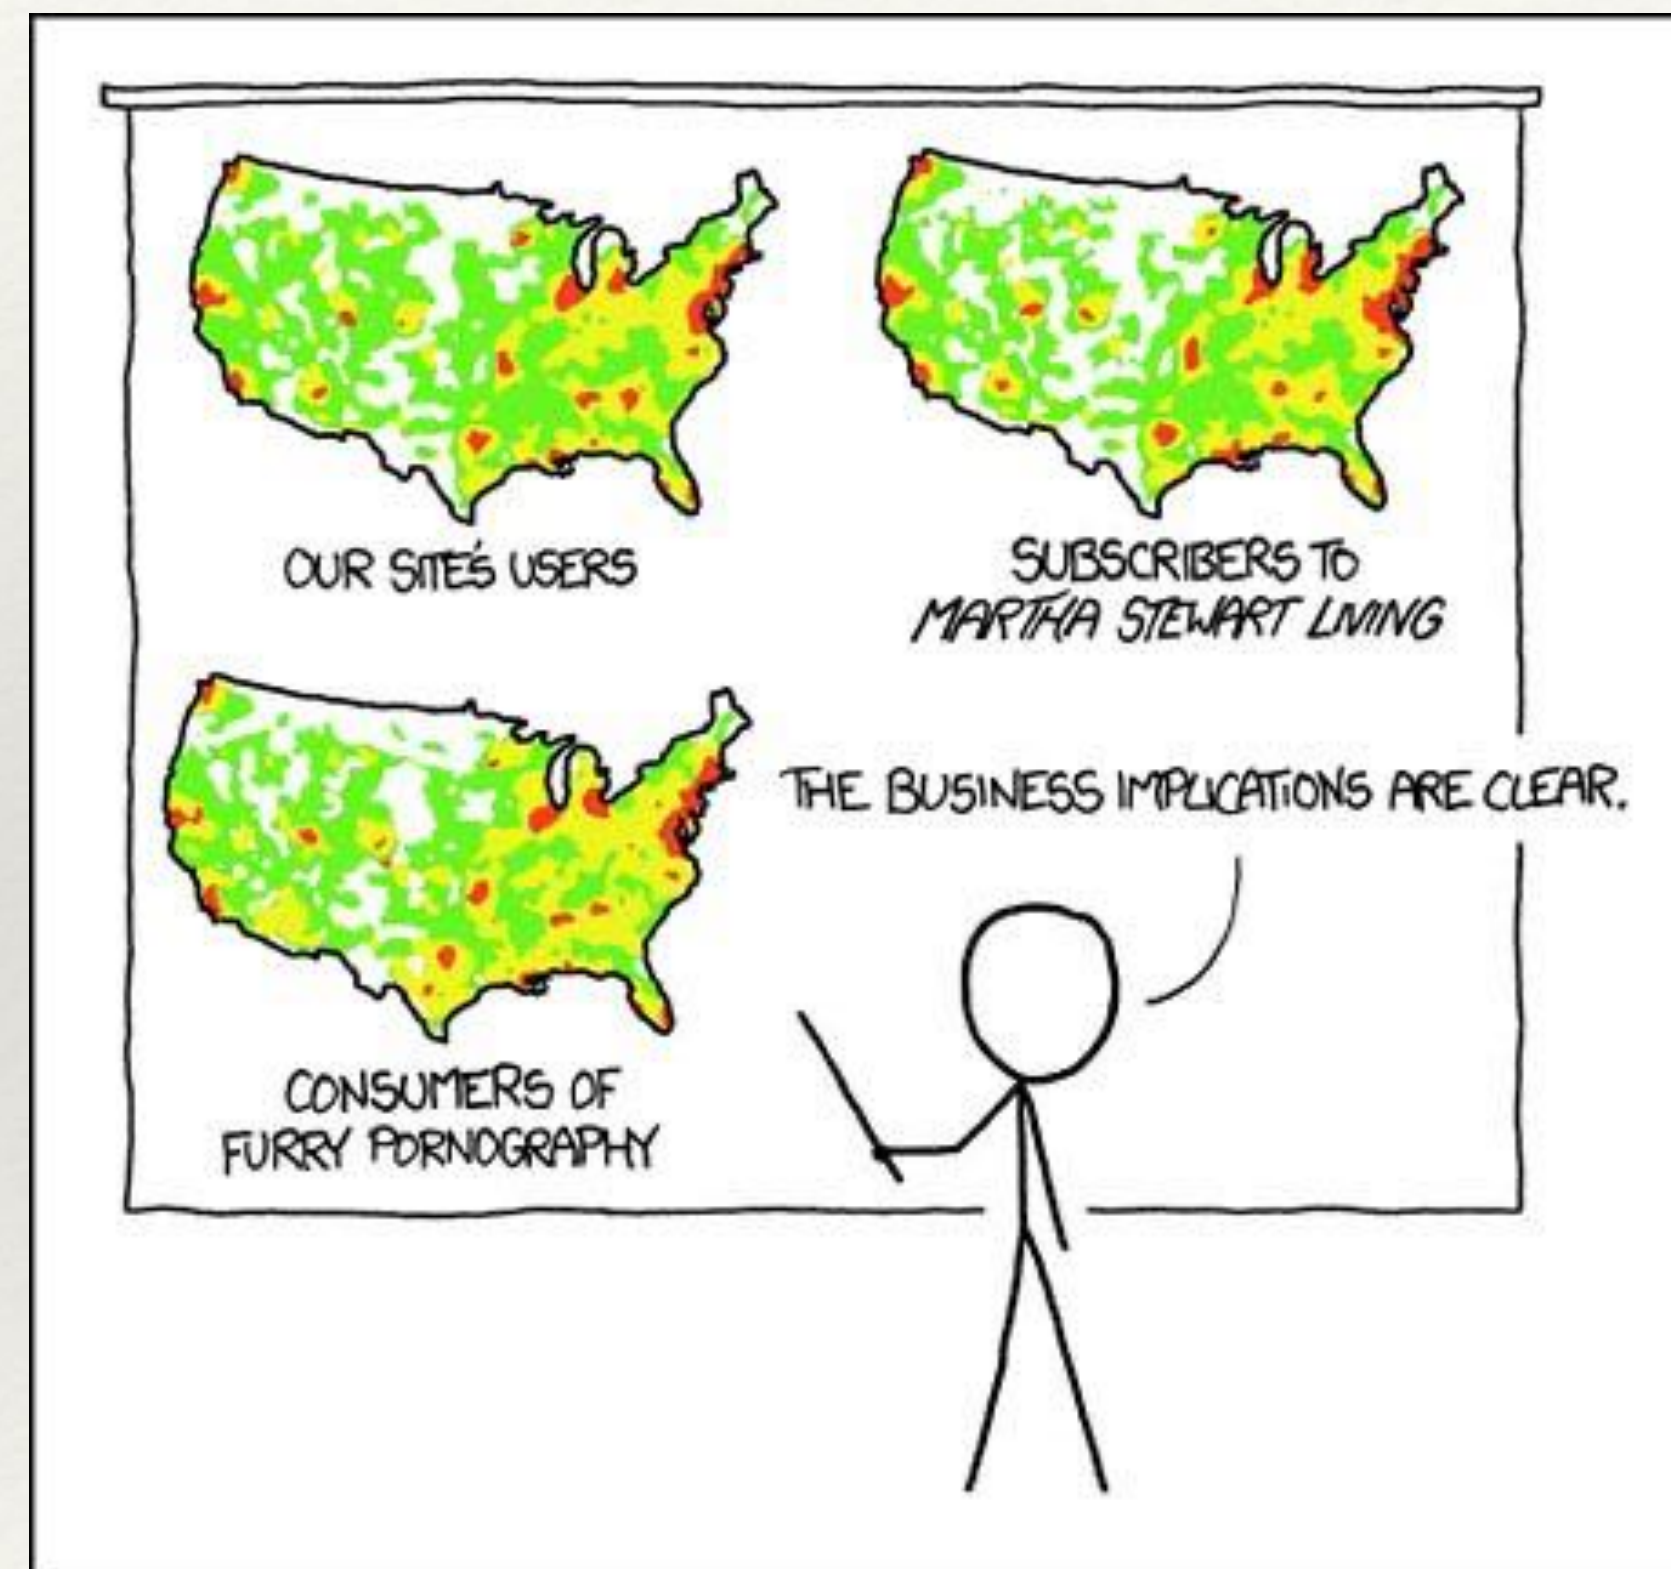 OUR SITE'S USERS
SUBSCRIBERS TO
MARTHA STEWART LIVING
CONSUMERS OF
FURRY PORNOGRAPHY
THE BUSINESS IMPLICATIONS ARE CLEAR.